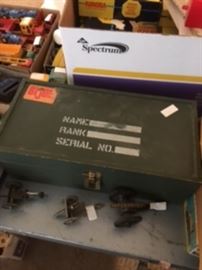 Spectrum
NAME
RANK
SERIAL NO.